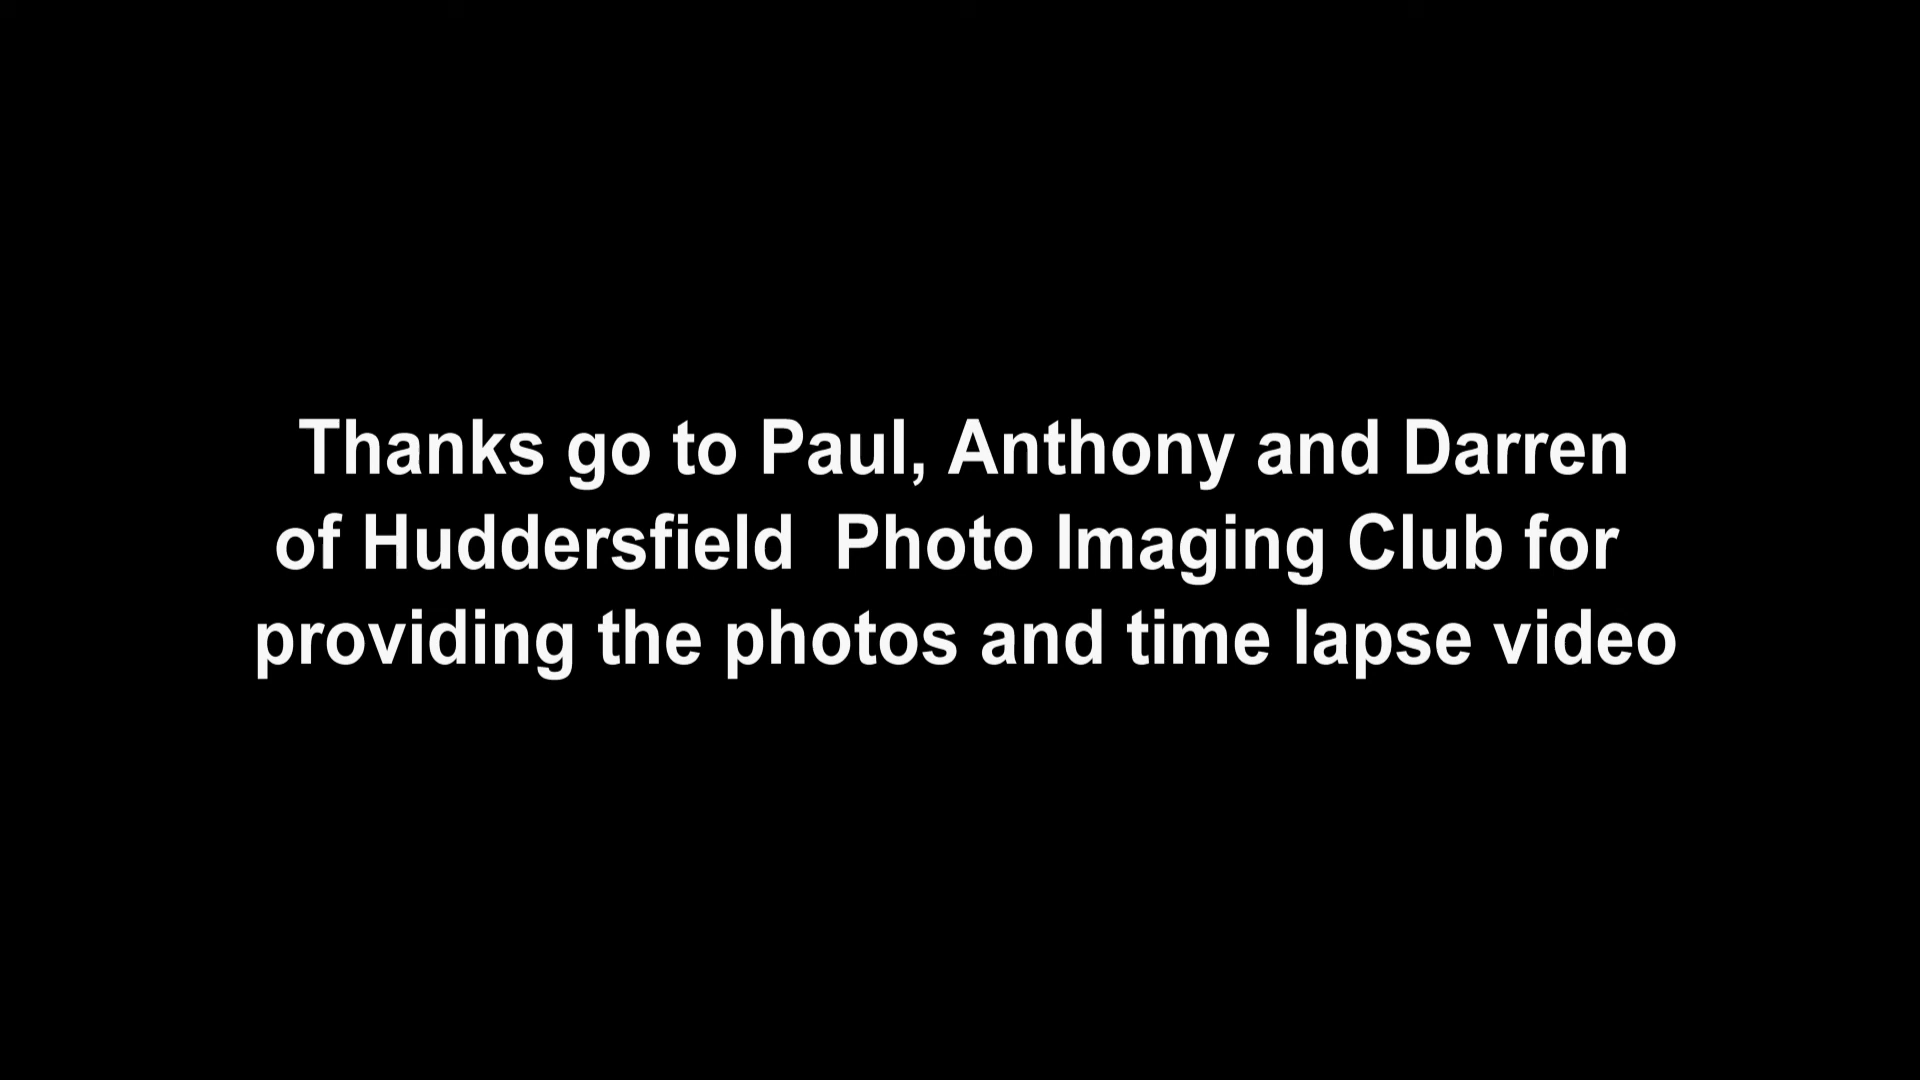 Thanks go to Paul, Anthony and Darren
of Huddersfield  Photo Imaging Club for
providing the photos and time lapse video